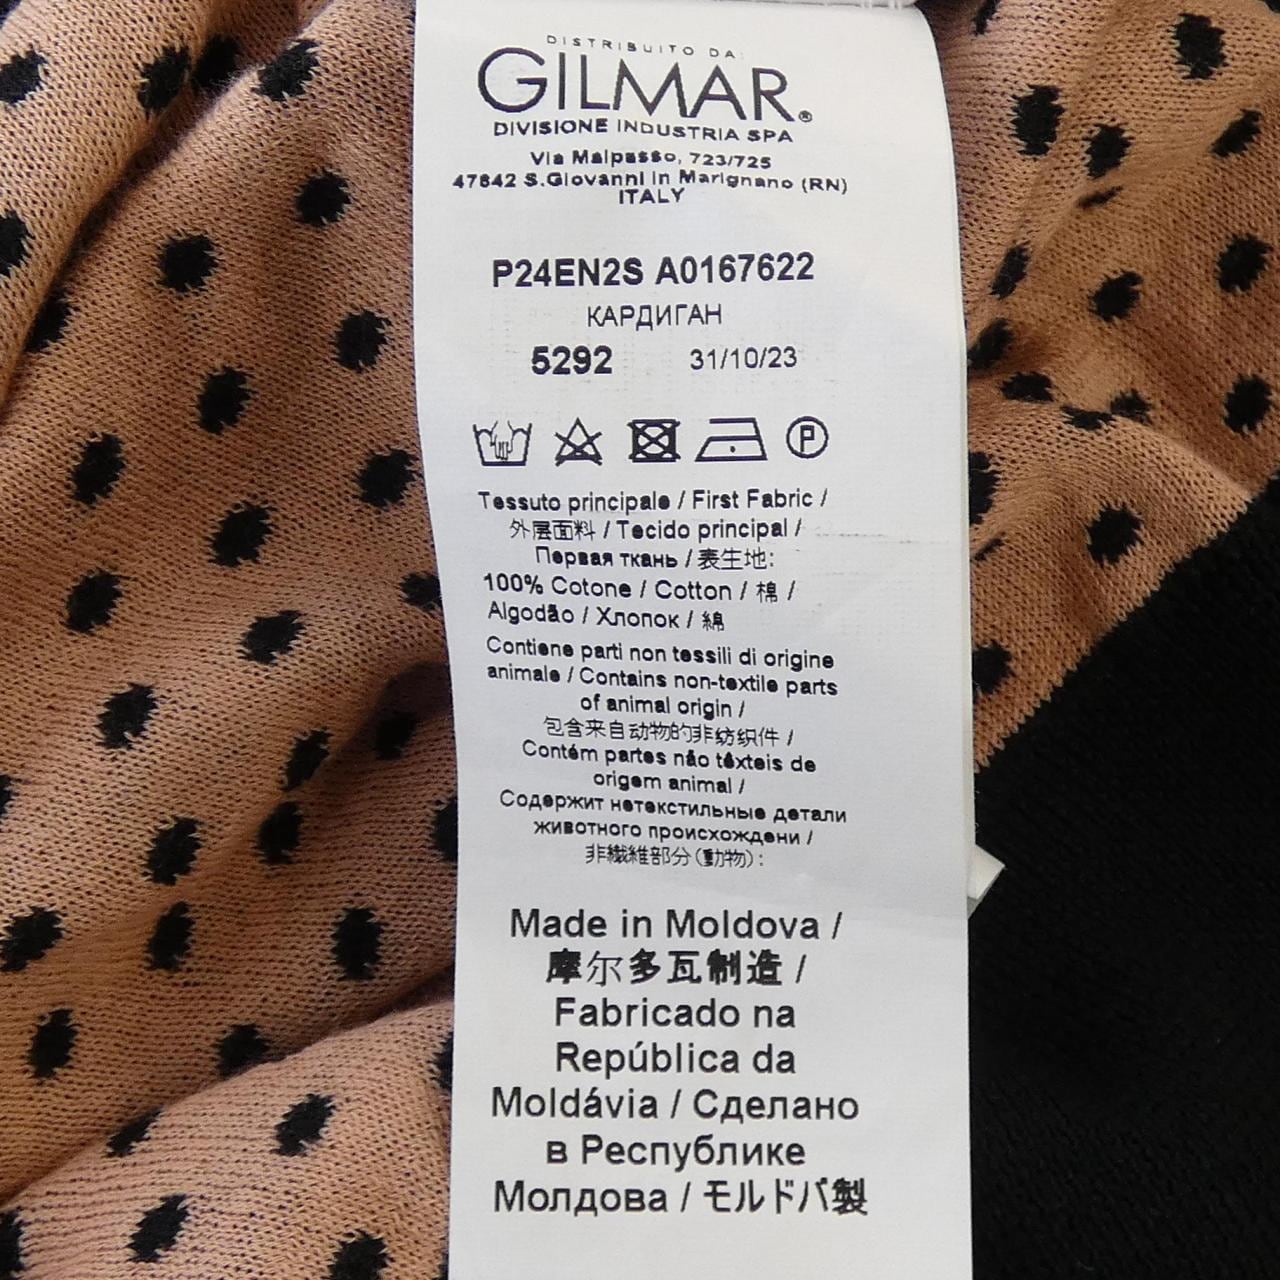 DISTRIBUITO DA:
GILMAR®
DIVISIONE INDUSTRIA SPA
Via Malpasso, 723/725
47842 S.Giovanni in Marignano (RN)
ITALY
P24EN2S A0167622
КАРДИГАН
5292 31/10/23
P
Tessuto principale / First Fabric /
外层面料 / Tecido principal /
Первая ткань / 表生地:
100% Cotone / Cotton / 棉 /
Algodão / Хлопок / 綿
Contiene parti non tessili di origine
animale / Contains non-textile parts
of animal origin /
包含来自动物的非纺织件 /
Contém partes não têxteis de
origem animal /
Содержит нетекстильные детали
животного происхождени /
非繊維部分(動物):
Made in Moldova /
摩尔多瓦制造 /
Fabricado na
República da
Moldávia / Сделано
в Республике
Молдова / モルドバ製